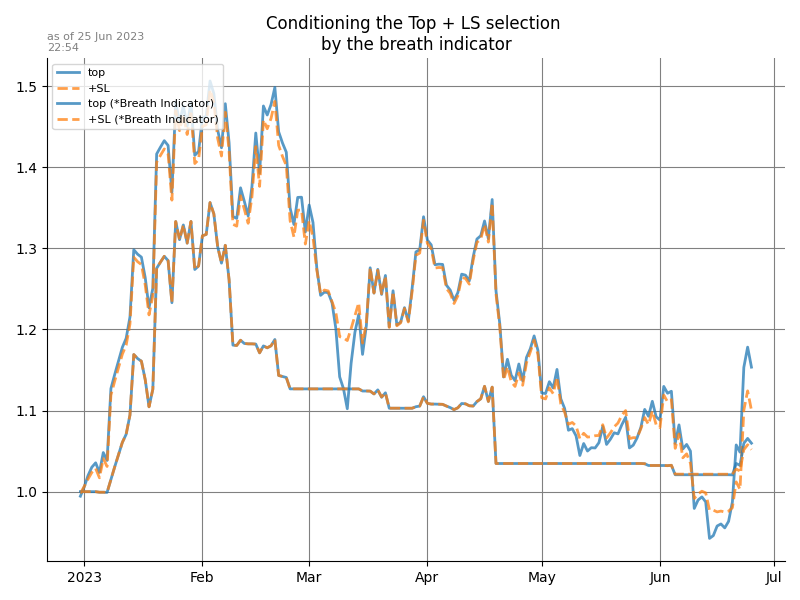 Conditioning the Top + LS selection
by the breath indicator
as of 25 Jun 2023
22:54
top
+SL
top (*Breath Indicator)
+SL (*Breath Indicator)
1.5
1.4
1.3
1.2
1.1
1.0
2023 Feb Mar Apr May Jun Jul